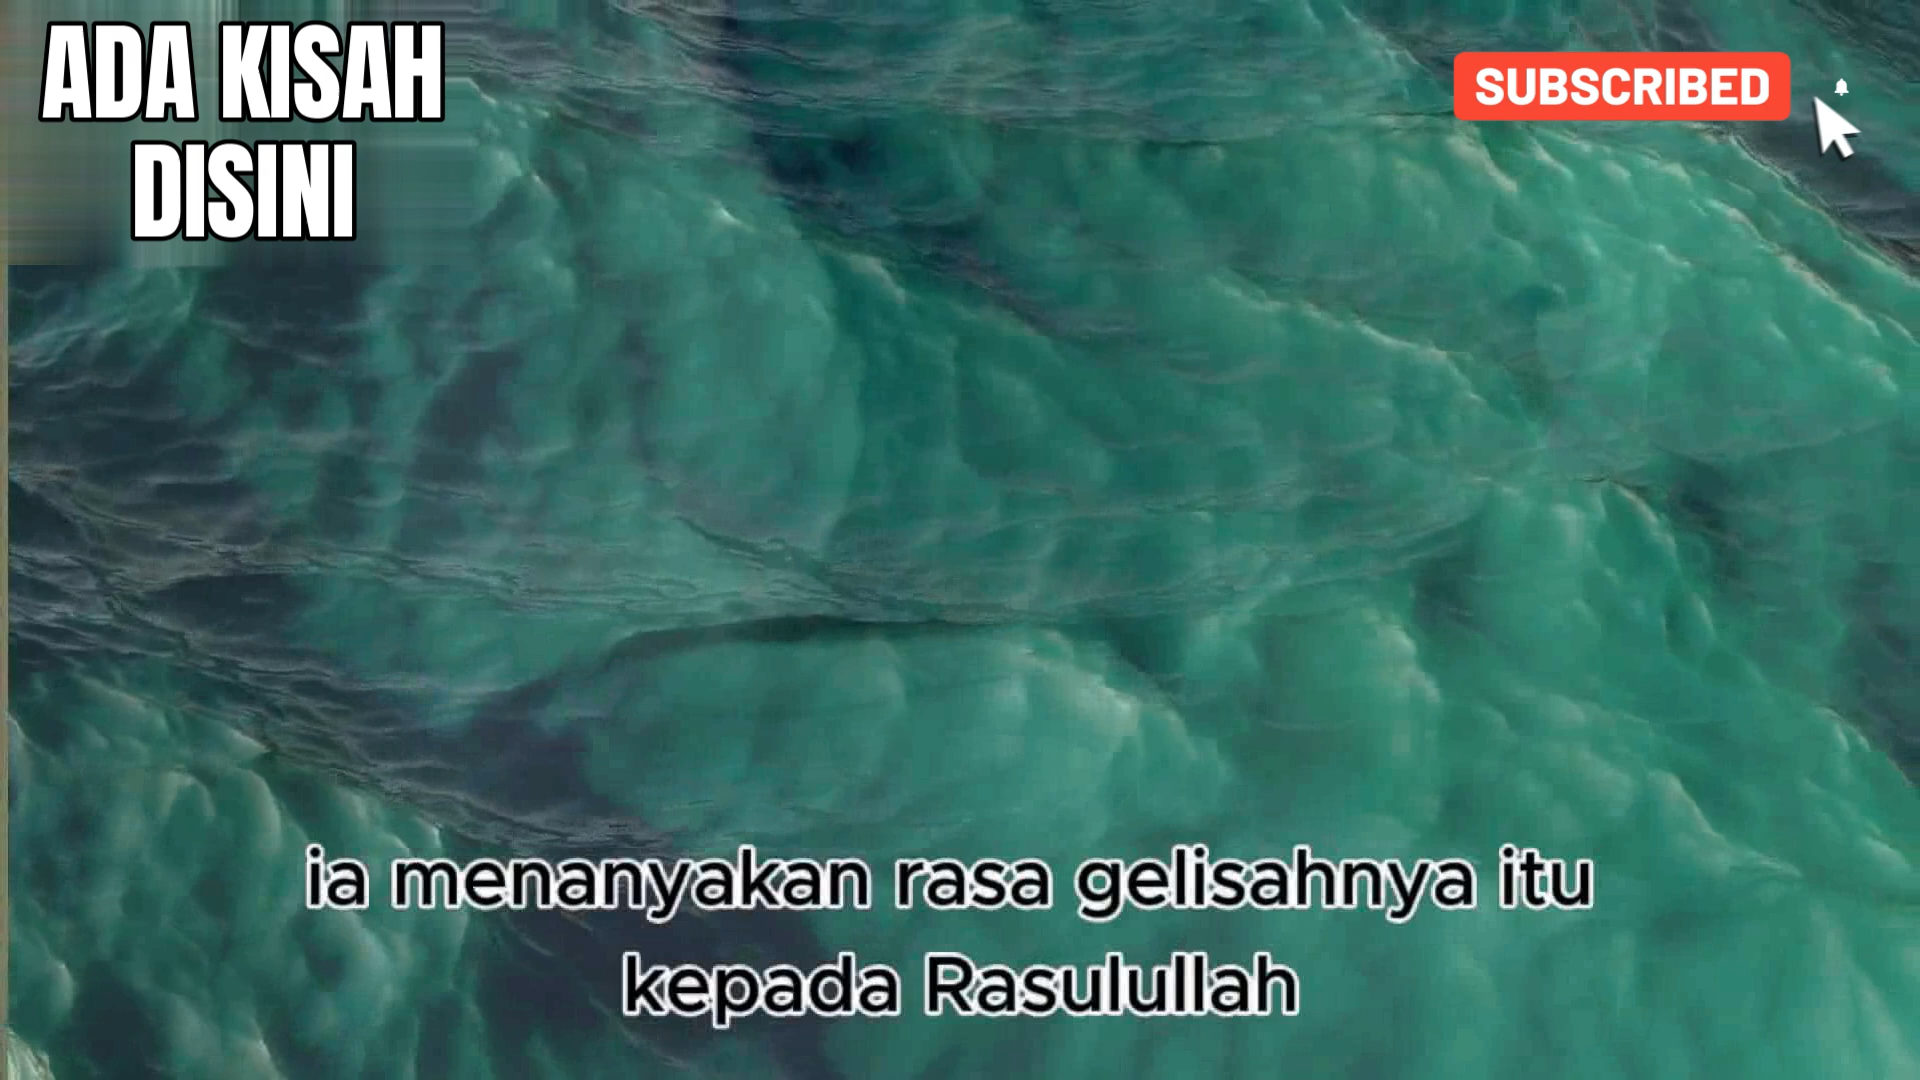 ADA KISAH
DISINI
SUBSCRIBED
ia menanyakan rasa gelisahnya itu
kepada Rasulullah